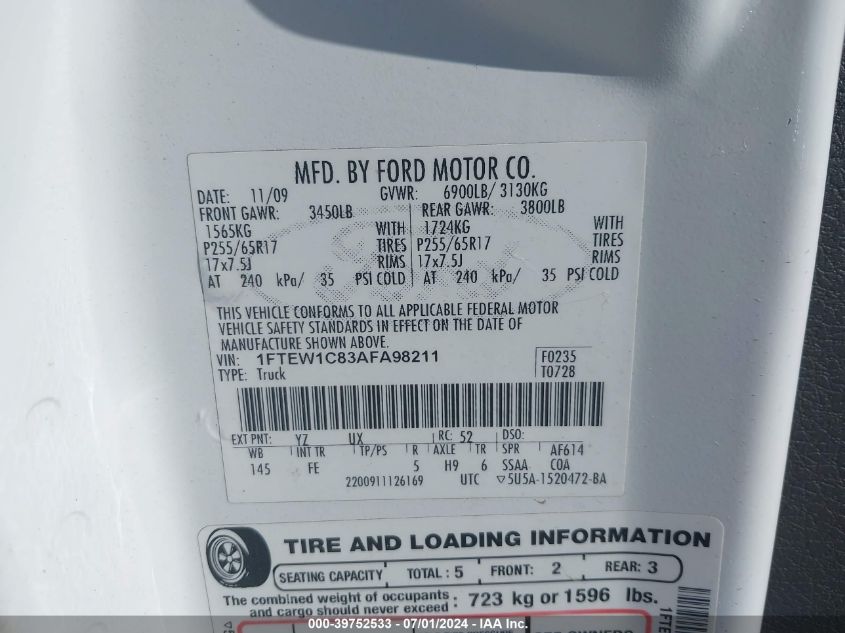 MFD. BY FORD MOTOR CO.
DATE: 11/09 GVWR: 6900LB/ 3130KG
FRONT GAWR: 3450LB REAR GAWR: 3800LB
1565KG WITH 1724KG WITH
P255/65R17 TIRES P255/65R17 TIRES
17x7.5J RIMS 17x7.5J RIMS
AT 240 kPa/ 35 PSI COLD AT 240 kPa/ 35 PSI COLD
THIS VEHICLE CONFORMS TO ALL APPLICABLE FEDERAL MOTOR
VEHICLE SAFETY STANDARDS IN EFFECT ON THE DATE OF
MANUFACTURE SHOWN ABOVE.
VIN: 1FTEW1C83AFA98211 F0235
TYPE: Truck T0728
EXT PNT: YZ UX RC: 52 DSO:
WB INT TR TP/PS R AXLE TR SPR AF614
145 FE 5 H9 6 SSAA COA
2200911126169 UTC ▽5U5A-1520472-BA
TIRE AND LOADING INFORMATION
SEATING CAPACITY TOTAL : 5 FRONT: 2 REAR: 3
The combined weight of occupants
and cargo should never exceed : 723 kg or 1596 lbs.
1FTE
000-39752533 - 07/01/2024 - IAA Inc.